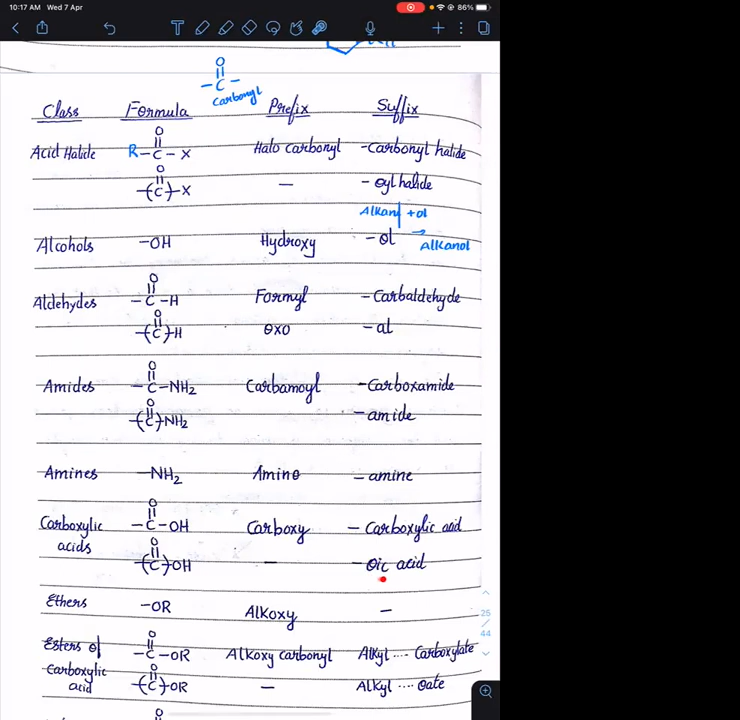 10:17 AM Wed 7 Apr
86%
O
-C-
Carbonyl
Class Formula Prefix Suffix
O
Acid Halide R-C-X Halo carbonyl -Carbonyl halide
O
-(C)-X — -oyl halide
Alkan + ol
Alcohols -OH Hydroxy -ol → Alkanol
O
Aldehydes -C-H Formyl -Carbaldehyde
O
-(C)-H oxo -al
O
Amides -C-NH2 Carbamoyl -Carboxamide
O
-(C)-NH2 -amide
Amines -NH2 Amino -amine
O
Carboxylic acids -C-OH Carboxy -Carboxylic acid
O
-(C)-OH — -oic acid
Ethers -OR Alkoxy —
25
/
44
O
Esters of Carboxylic acid -C-OR Alkoxy carbonyl Alkyl .... Carboxylate
O
-(C)-OR — Alkyl .... oate
O